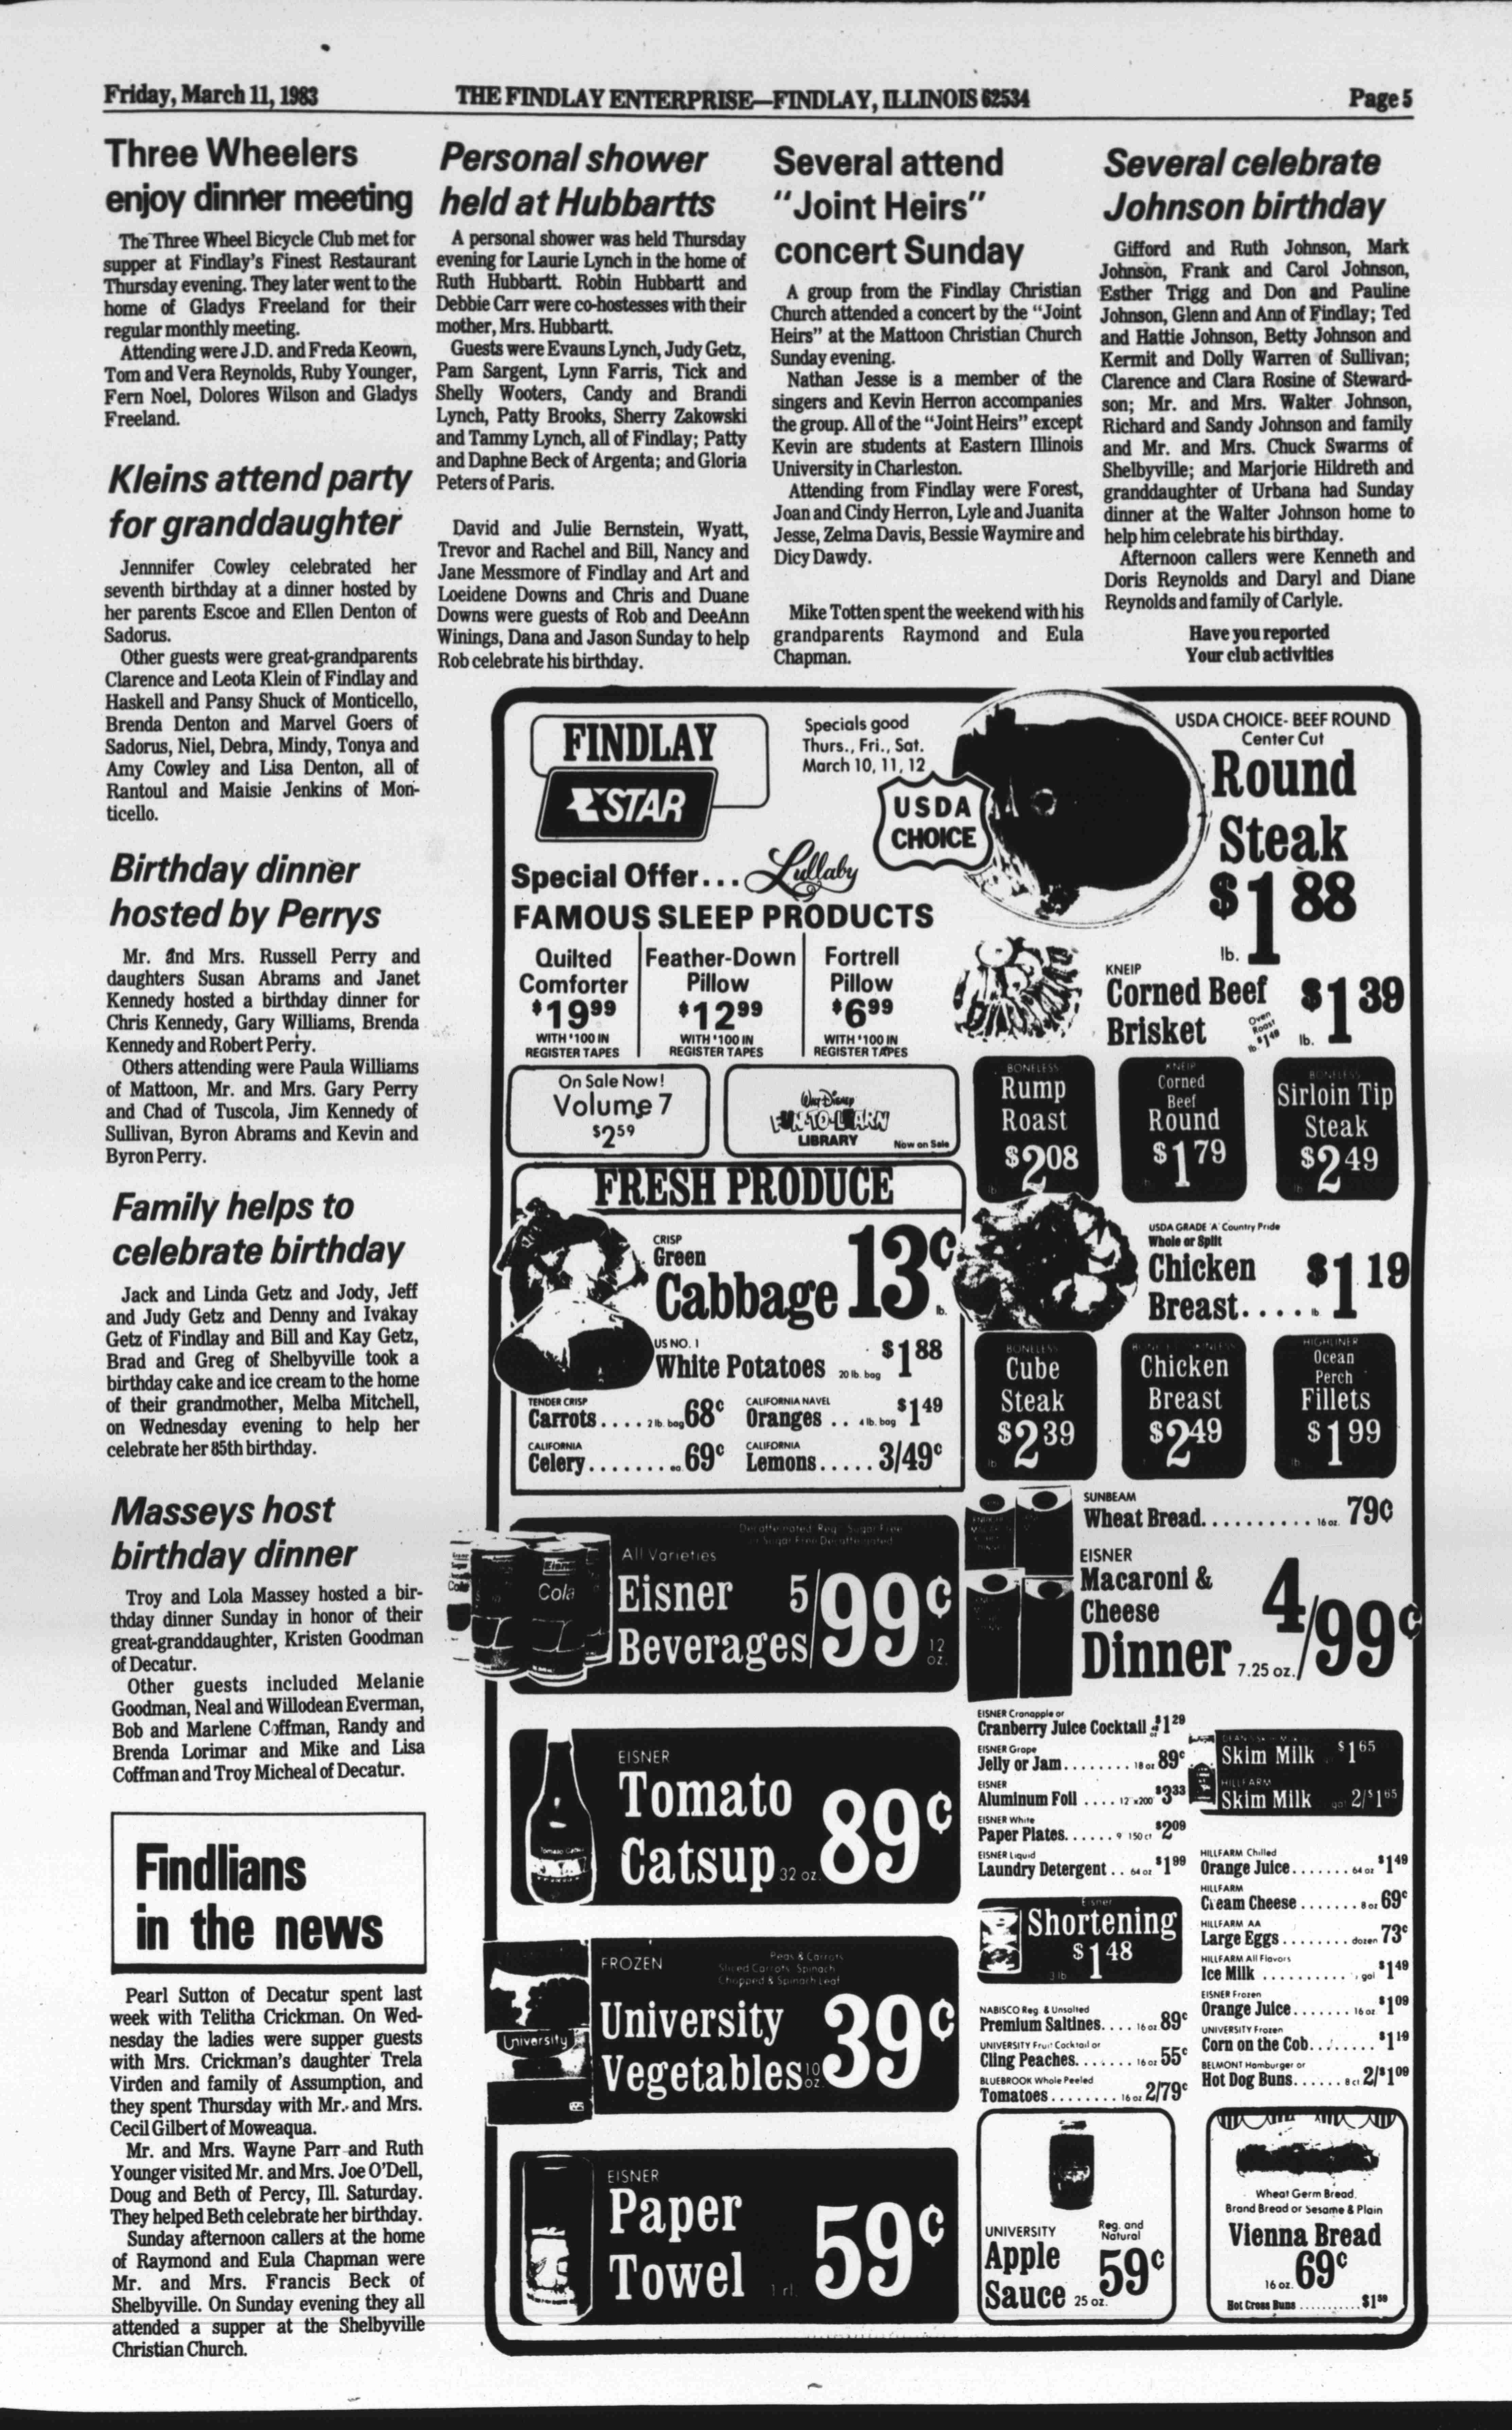 Friday, March 11, 1983
THE FINDLAY ENTERPRISE—FINDLAY, ILLINOIS 62534
Page 5
Three Wheelers
enjoy dinner meeting
The Three Wheel Bicycle Club met for
supper at Findlay's Finest Restaurant
Thursday evening. They later went to the
home of Gladys Freeland for their
regular monthly meeting.
Attending were J.D. and Freda Keown,
Tom and Vera Reynolds, Ruby Younger,
Fern Noel, Dolores Wilson and Gladys
Freeland.
Kleins attend party
for granddaughter
Jennnifer Cowley celebrated her
seventh birthday at a dinner hosted by
her parents Escoe and Ellen Denton of
Sadorus.
Other guests were great-grandparents
Clarence and Leota Klein of Findlay and
Haskell and Pansy Shuck of Monticello,
Brenda Denton and Marvel Goers of
Sadorus, Niel, Debra, Mindy, Tonya and
Amy Cowley and Lisa Denton, all of
Rantoul and Maisie Jenkins of Mon-
ticello.
Birthday dinner
hosted by Perrys
Mr. and Mrs. Russell Perry and
daughters Susan Abrams and Janet
Kennedy hosted a birthday dinner for
Chris Kennedy, Gary Williams, Brenda
Kennedy and Robert Perry.
Others attending were Paula Williams
of Mattoon, Mr. and Mrs. Gary Perry
and Chad of Tuscola, Jim Kennedy of
Sullivan, Byron Abrams and Kevin and
Byron Perry.
Family helps to
celebrate birthday
Jack and Linda Getz and Jody, Jeff
and Judy Getz and Denny and Ivakay
Getz of Findlay and Bill and Kay Getz,
Brad and Greg of Shelbyville took a
birthday cake and ice cream to the home
of their grandmother, Melba Mitchell,
on Wednesday evening to help her
celebrate her 85th birthday.
Masseys host
birthday dinner
Troy and Lola Massey hosted a bir-
thday dinner Sunday in honor of their
great-granddaughter, Kristen Goodman
of Decatur.
Other guests included Melanie
Goodman, Neal and Willodean Everman,
Bob and Marlene Coffman, Randy and
Brenda Lorimar and Mike and Lisa
Coffman and Troy Micheal of Decatur.
Findlians
in the news
Pearl Sutton of Decatur spent last
week with Telitha Crickman. On Wed-
nesday the ladies were supper guests
with Mrs. Crickman's daughter Trela
Virden and family of Assumption, and
they spent Thursday with Mr. and Mrs.
Cecil Gilbert of Moweaqua.
Mr. and Mrs. Wayne Parr and Ruth
Younger visited Mr. and Mrs. Joe O'Dell,
Doug and Beth of Percy, Ill. Saturday.
They helped Beth celebrate her birthday.
Sunday afternoon callers at the home
of Raymond and Eula Chapman were
Mr. and Mrs. Francis Beck of
Shelbyville. On Sunday evening they all
attended a supper at the Shelbyville
Christian Church.
Personal shower
held at Hubbartts
A personal shower was held Thursday
evening for Laurie Lynch in the home of
Ruth Hubbartt. Robin Hubbartt and
Debbie Carr were co-hostesses with their
mother, Mrs. Hubbartt.
Guests were Evauns Lynch, Judy Getz,
Pam Sargent, Lynn Farris, Tick and
Shelly Wooters, Candy and Brandi
Lynch, Patty Brooks, Sherry Zakowski
and Tammy Lynch, all of Findlay; Patty
and Daphne Beck of Argenta; and Gloria
Peters of Paris.
David and Julie Bernstein, Wyatt,
Trevor and Rachel and Bill, Nancy and
Jane Messmore of Findlay and Art and
Loeidene Downs and Chris and Duane
Downs were guests of Rob and DeeAnn
Winings, Dana and Jason Sunday to help
Rob celebrate his birthday.
Several attend
"Joint Heirs"
concert Sunday
A group from the Findlay Christian
Church attended a concert by the "Joint
Heirs" at the Mattoon Christian Church
Sunday evening.
Nathan Jesse is a member of the
singers and Kevin Herron accompanies
the group. All of the "Joint Heirs" except
Kevin are students at Eastern Illinois
University in Charleston.
Attending from Findlay were Forest,
Joan and Cindy Herron, Lyle and Juanita
Jesse, Zelma Davis, Bessie Waymire and
Dicy Dawdy.
Mike Totten spent the weekend with his
grandparents Raymond and Eula
Chapman.
Several celebrate
Johnson birthday
Gifford and Ruth Johnson, Mark
Johnson, Frank and Carol Johnson,
Esther Trigg and Don and Pauline
Johnson, Glenn and Ann of Findlay; Ted
and Hattie Johnson, Betty Johnson and
Kermit and Dolly Warren of Sullivan;
Clarence and Clara Rosine of Steward-
son; Mr. and Mrs. Walter Johnson,
Richard and Sandy Johnson and family
and Mr. and Mrs. Chuck Swarms of
Shelbyville; and Marjorie Hildreth and
granddaughter of Urbana had Sunday
dinner at the Walter Johnson home to
help him celebrate his birthday.
Afternoon callers were Kenneth and
Doris Reynolds and Daryl and Diane
Reynolds and family of Carlyle.
Have you reported
Your club activities
FINDLAY
STAR
Specials good
Thurs., Fri., Sat.
March 10, 11, 12
USDA
CHOICE
USDA CHOICE- BEEF ROUND
Center Cut
Round
Steak
$1 88
lb.
Special Offer... Lullaby
FAMOUS SLEEP PRODUCTS
Quilted
Comforter
$19 99
WITH $100 IN
REGISTER TAPES
Feather-Down
Pillow
$12 99
WITH $100 IN
REGISTER TAPES
Fortrell
Pillow
$6 99
WITH $100 IN
REGISTER TAPES
KNEIP
Corned Beef
Brisket
$1 39
lb.
Oven
Roast
lb. $1 49
On Sale Now!
Volume 7
$2 59
Walt Disney
FUN-TO-LEARN
LIBRARY
Now on Sale
BONELESS
Rump
Roast
$2 08
lb
KNEIP
Corned
Beef
Round
$1 79
BONELESS
Sirloin Tip
Steak
$2 49
lb
FRESH PRODUCE
CRISP
Green
Cabbage 13¢
lb.
US NO. 1
White Potatoes 20 lb. bag $1 88
TENDER CRISP
Carrots.... 2 lb. bag 68¢
CALIFORNIA NAVEL
Oranges .. 4 lb. bag $1 49
CALIFORNIA
Celery........ ea. 69¢
CALIFORNIA
Lemons..... 3/49¢
USDA GRADE 'A' Country Pride
Whole or Split
Chicken
Breast.... lb. $1 19
BONELESS
Cube
Steak
$2 39
lb
Chicken
Breast
$2 49
HIGHLINER
Ocean
Perch
Fillets
$1 99
lb
Cola
Decaffeinated Reg. Sugar Free
or Sugar Free Decaffeinated
All Varieties
Eisner
Beverages
5/99¢
12
oz.
SUNBEAM
Wheat Bread.......... 16 oz. 79¢
EISNER
Macaroni &
Cheese
Dinner 7.25 oz. 4/99¢
EISNER
Tomato
Catsup 32 oz. 89¢
EISNER Cranapple or
Cranberry Juice Cocktail $1 29
EISNER Grape
Jelly or Jam........ 18 oz 89¢
EISNER
Aluminum Foil .... 12" x200' $3 33
EISNER White
Paper Plates...... 9" 150 ct $2 09
EISNER Liquid
Laundry Detergent .. 64 oz $1 99
Skim Milk $1 65
HILLFARM
Skim Milk gal 2/$1 65
HILLFARM Chilled
Orange Juice....... 64 oz $1 49
HILLFARM
Cream Cheese ....... 8 oz 69¢
HILLFARM AA
Large Eggs ........ dozen 73¢
HILLFARM All Flavors
Ice Milk .......... gal $1 49
EISNER Frozen
Orange Juice....... 16 oz $1 09
UNIVERSITY Frozen
Corn on the Cob........ $1 19
BELMONT Hamburger or
Hot Dog Buns...... 8 ct 2/$1 09
Eisner
Shortening
$1 48
3 lb
NABISCO Reg. & Unsalted
Premium Saltines.... 16 oz. 89¢
UNIVERSITY Fruit Cocktail or
Cling Peaches....... 16 oz 55¢
BLUEBROOK Whole Peeled
Tomatoes........ 16 oz. 2/79¢
FROZEN
Peas & Carrots
Sliced Carrots, Spinach
Chopped & Spinach Leaf
University
University
Vegetables 10
oz. 39¢
EISNER
Paper
Towel 1 rl. 59¢
UNIVERSITY
Apple
Sauce 25 oz.
Reg. and
Natural
59¢
Wheat Germ Bread,
Brand Bread or Sesame & Plain
Vienna Bread
16 oz. 69¢
Hot Cross Buns .......... $1 59